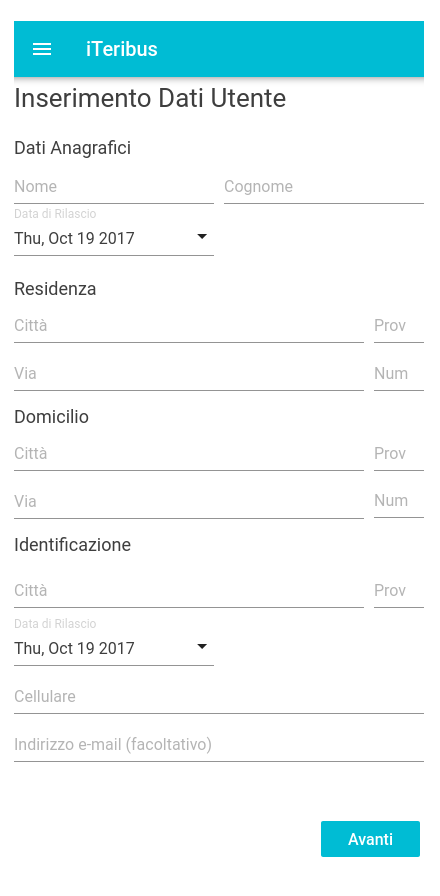 iTeribus
Inserimento Dati Utente
Dati Anagrafici
Nome Cognome
Data di Rilascio
Thu, Oct 19 2017
Residenza
Città Prov
Via Num
Domicilio
Città Prov
Via Num
Identificazione
Città Prov
Data di Rilascio
Thu, Oct 19 2017
Cellulare
Indirizzo e-mail (facoltativo)
Avanti